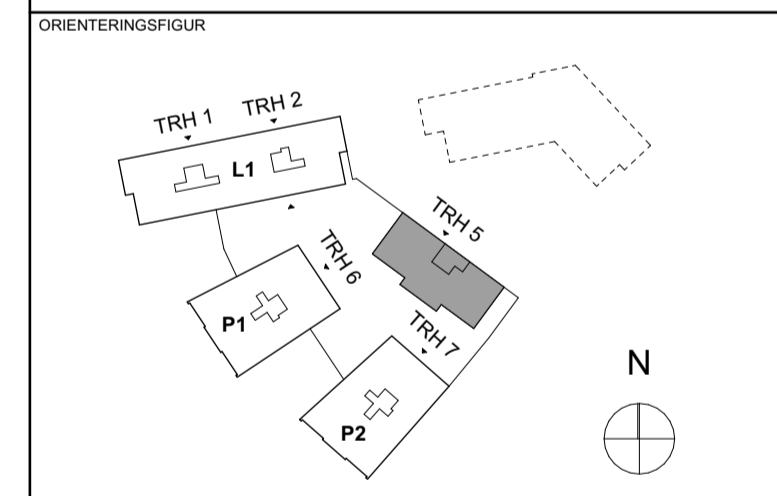 ORIENTERINGSFIGUR
TRH 1
TRH 2
L1
TRH 5
TRH 6
P1
TRH 7
P2
N